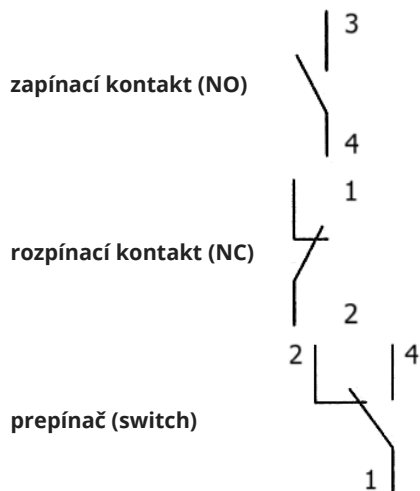 3
zapínací kontakt (NO)
4
1
rozpínací kontakt (NC)
2
2 4
prepínač (switch)
1